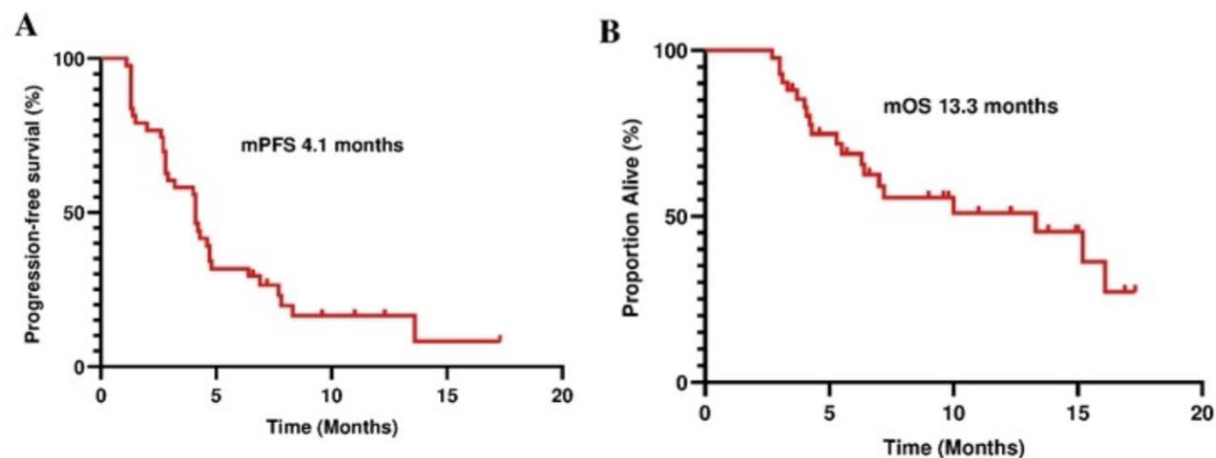 A
Progression-free survial (%)
100
50
0
mPFS 4.1 months
0 5 10 15 20
Time (Months)
B
Proportion Alive (%)
100
50
0
mOS 13.3 months
0 5 10 15 20
Time (Months)